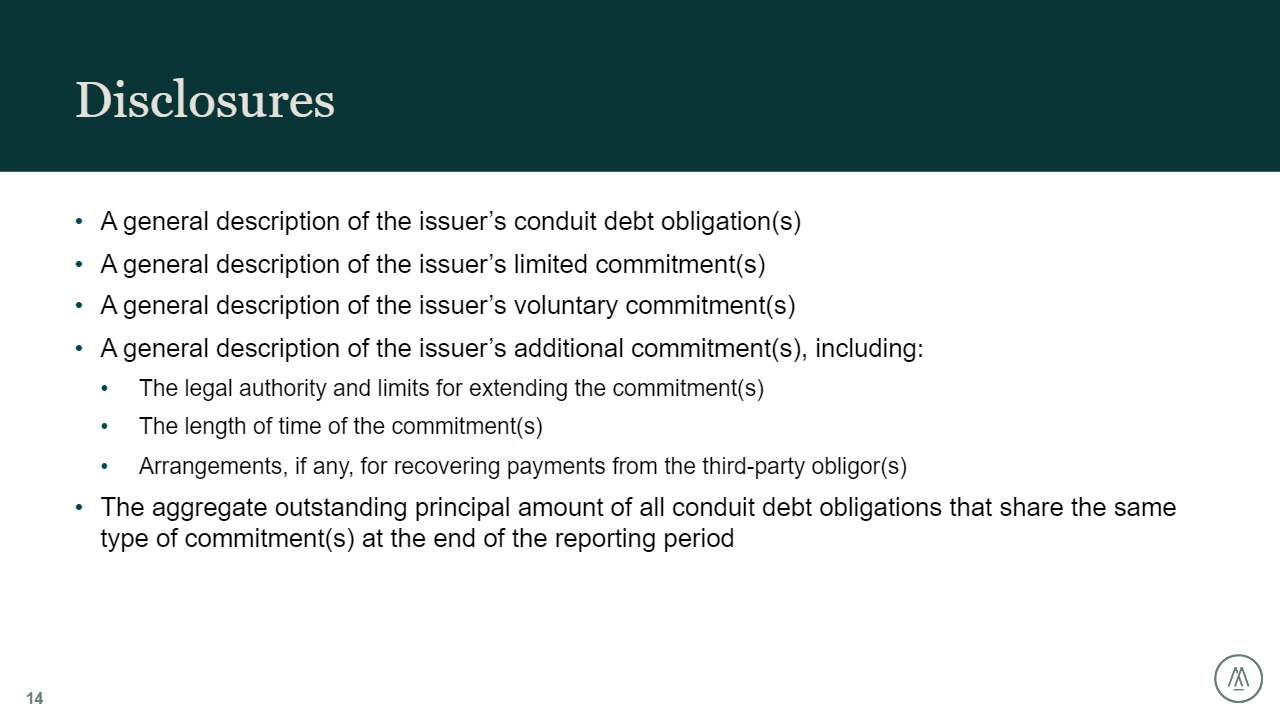 Disclosures
• A general description of the issuer’s conduit debt obligation(s)
• A general description of the issuer’s limited commitment(s)
• A general description of the issuer’s voluntary commitment(s)
• A general description of the issuer’s additional commitment(s), including:
• The legal authority and limits for extending the commitment(s)
• The length of time of the commitment(s)
• Arrangements, if any, for recovering payments from the third-party obligor(s)
• The aggregate outstanding principal amount of all conduit debt obligations that share the same
type of commitment(s) at the end of the reporting period
14